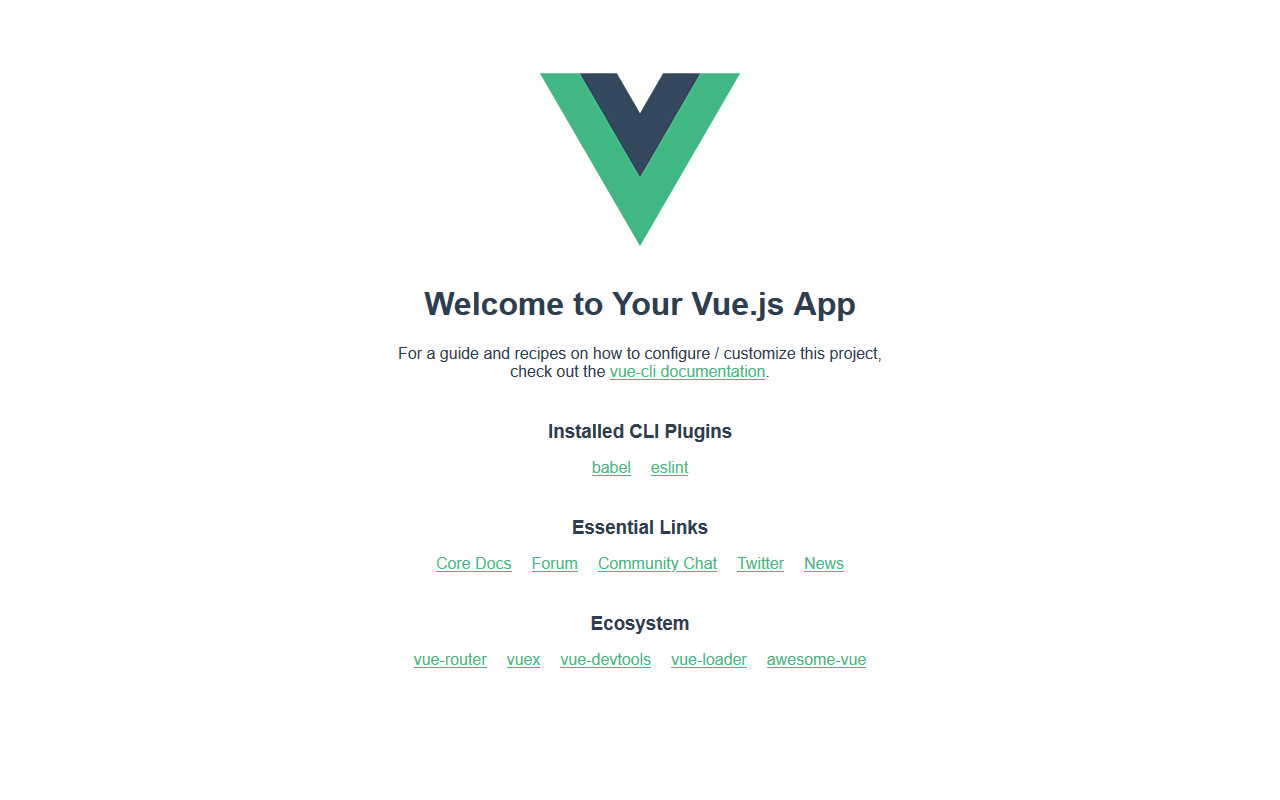 Welcome to Your Vue.js App
For a guide and recipes on how to configure / customize this project,
check out the vue-cli documentation.
Installed CLI Plugins
babel eslint
Essential Links
Core Docs Forum Community Chat Twitter News
Ecosystem
vue-router vuex vue-devtools vue-loader awesome-vue